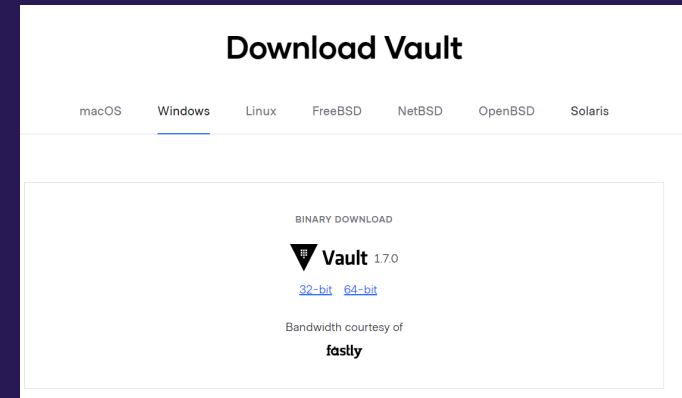 Download Vault
macOS Windows Linux FreeBSD NetBSD OpenBSD Solaris
BINARY DOWNLOAD
Vault 1.7.0
32-bit 64-bit
Bandwidth courtesy of
fastly